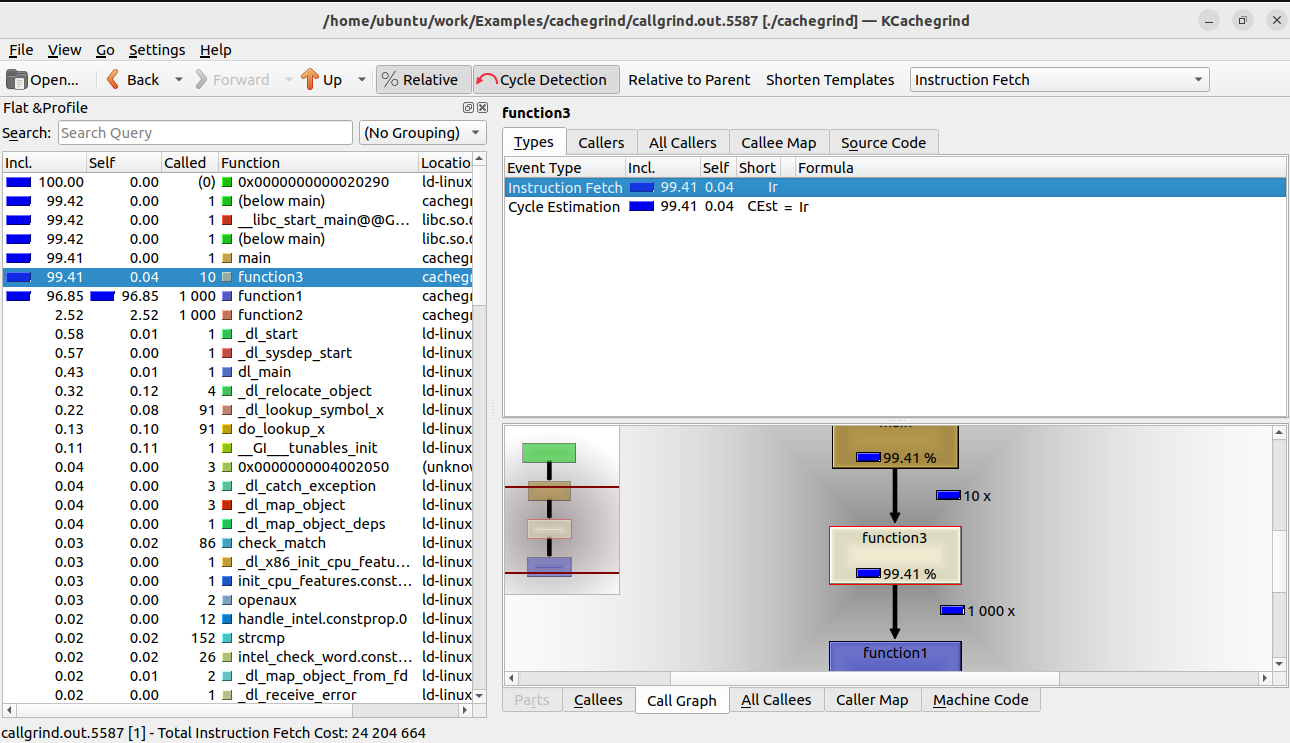 /home/ubuntu/work/Examples/cachegrind/callgrind.out.5587 [./cachegrind] — KCachegrind
File View Go Settings Help
Open... Back Forward Up % Relative Cycle Detection Relative to Parent Shorten Templates Instruction Fetch
Flat &Profile
Search: Search Query (No Grouping)
Incl. Self Called Function Locatio
100.00 0.00 (0) 0x0000000000020290 ld-linux
99.42 0.00 1 (below main) cachegr
99.42 0.00 1 __libc_start_main@@G... libc.so.6
99.42 0.00 1 (below main) libc.so.6
99.41 0.00 1 main cachegr
99.41 0.04 10 function3 cachegr
96.85 96.85 1 000 function1 cachegr
2.52 2.52 1 000 function2 cachegr
0.58 0.01 1 _dl_start ld-linux
0.57 0.00 1 _dl_sysdep_start ld-linux
0.43 0.01 1 dl_main ld-linux
0.32 0.12 4 _dl_relocate_object ld-linux
0.22 0.08 91 _dl_lookup_symbol_x ld-linux
0.13 0.10 91 do_lookup_x ld-linux
0.11 0.11 1 __GI___tunables_init ld-linux
0.04 0.00 3 0x0000000004002050 (unknow
0.04 0.00 3 _dl_catch_exception ld-linux
0.04 0.00 3 _dl_map_object ld-linux
0.04 0.00 1 _dl_map_object_deps ld-linux
0.03 0.02 86 check_match ld-linux
0.03 0.00 1 _dl_x86_init_cpu_featu... ld-linux
0.03 0.00 1 init_cpu_features.const... ld-linux
0.03 0.00 2 openaux ld-linux
0.02 0.00 12 handle_intel.constprop.0 ld-linux
0.02 0.02 152 strcmp ld-linux
0.02 0.02 26 intel_check_word.const... ld-linux
0.02 0.01 2 _dl_map_object_from_fd ld-linux
0.02 0.00 1 _dl_receive_error ld-linux
function3
Types Callers All Callers Callee Map Source Code
Event Type Incl. Self Short Formula
Instruction Fetch 99.41 0.04 Ir
Cycle Estimation 99.41 0.04 CEst = Ir
main
99.41 %
10 x
function3
99.41 %
1 000 x
function1
Parts Callees Call Graph All Callees Caller Map Machine Code
callgrind.out.5587 [1] - Total Instruction Fetch Cost: 24 204 664